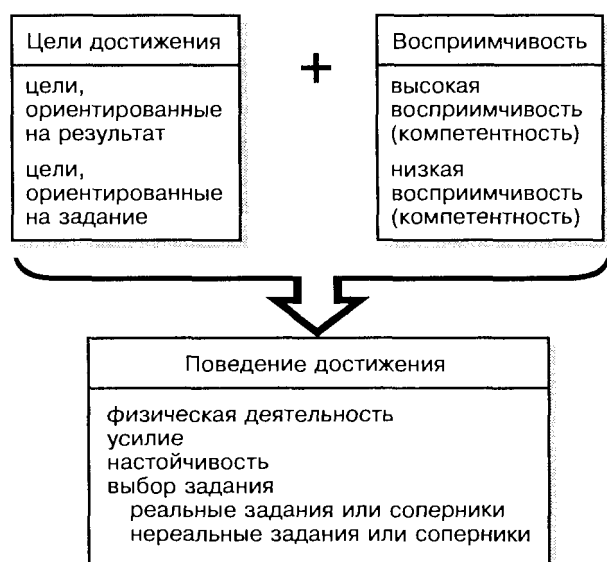 Цели достижения
цели,
ориентированные
на результат
цели,
ориентированные
на задание
+
Восприимчивость
высокая
восприимчивость
(компетентность)
низкая
восприимчивость
(компетентность)
Поведение достижения
физическая деятельность
усилие
настойчивость
выбор задания
реальные задания или соперники
нереальные задания или соперники